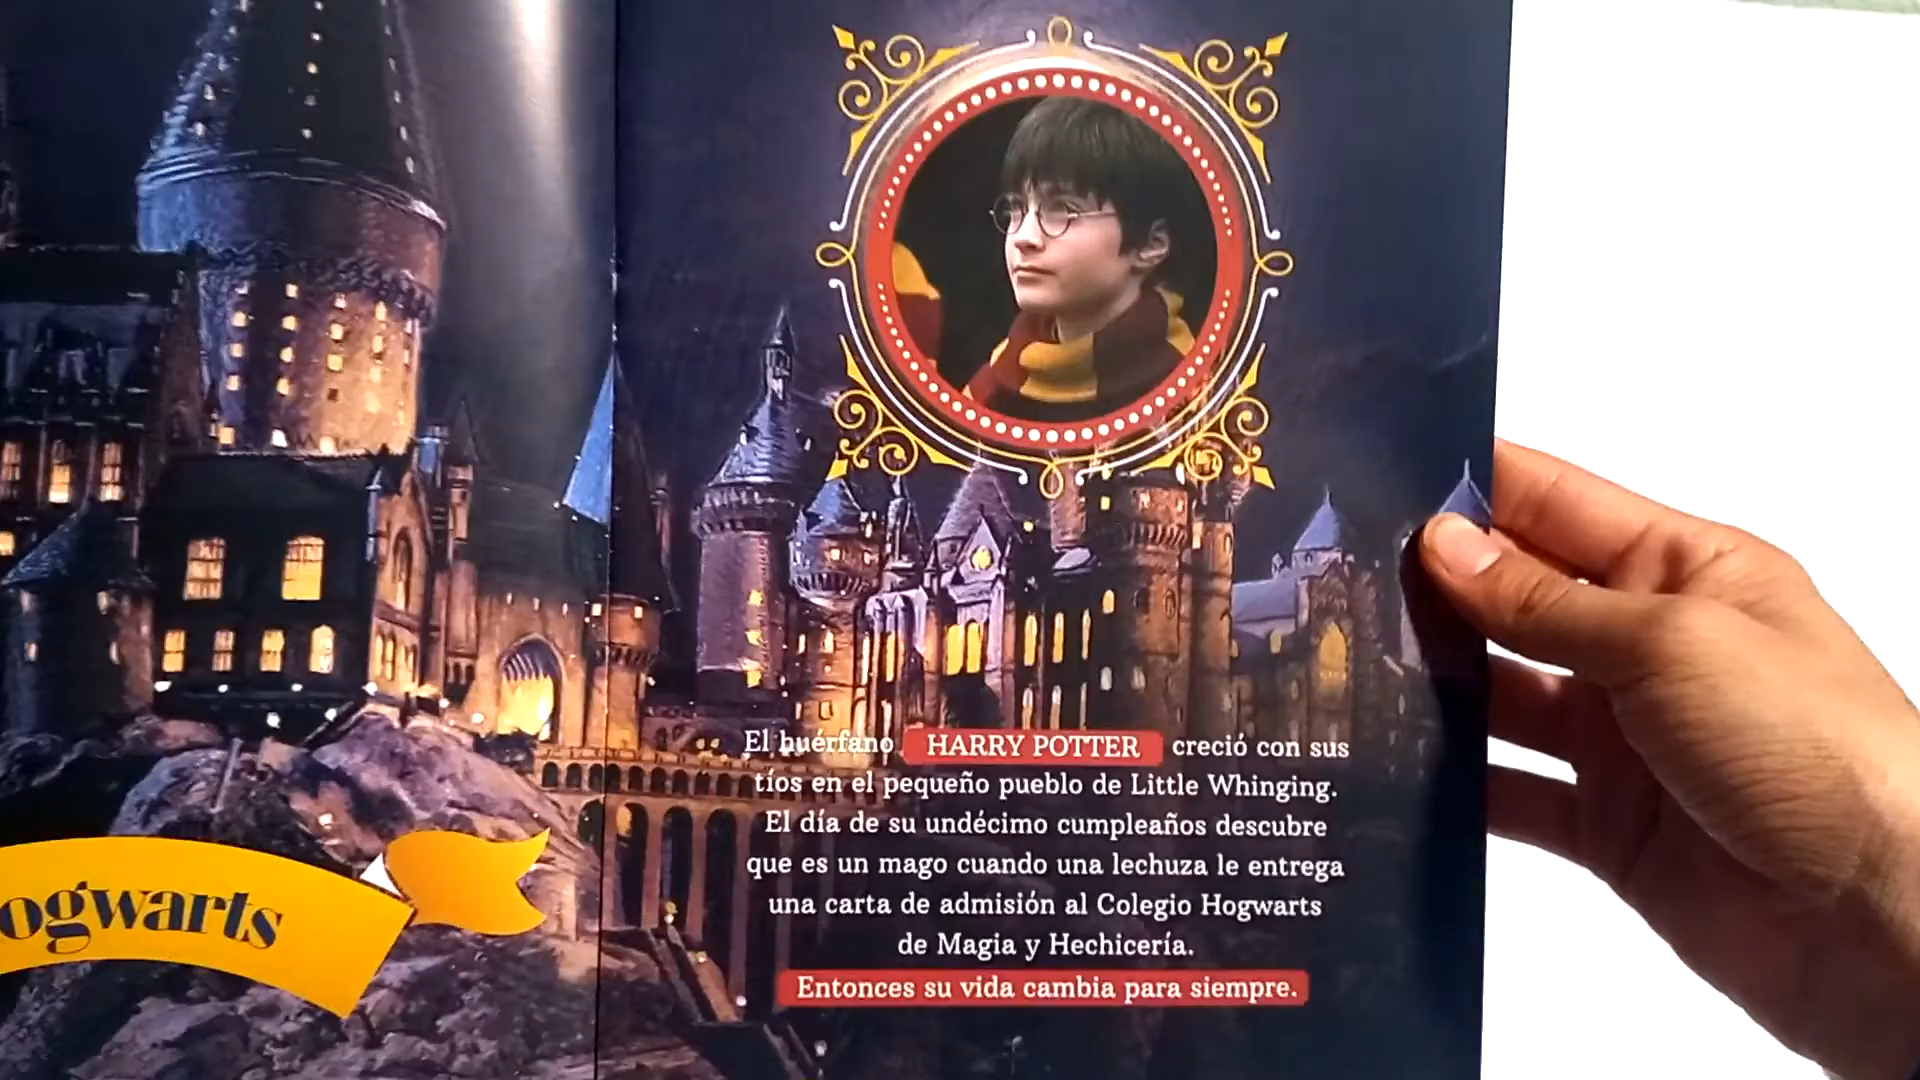 ogwarts
El huérfano HARRY POTTER creció con sus
tíos en el pequeño pueblo de Little Whinging.
El día de su undécimo cumpleaños descubre
que es un mago cuando una lechuza le entrega
una carta de admisión al Colegio Hogwarts
de Magia y Hechicería.
Entonces su vida cambia para siempre.